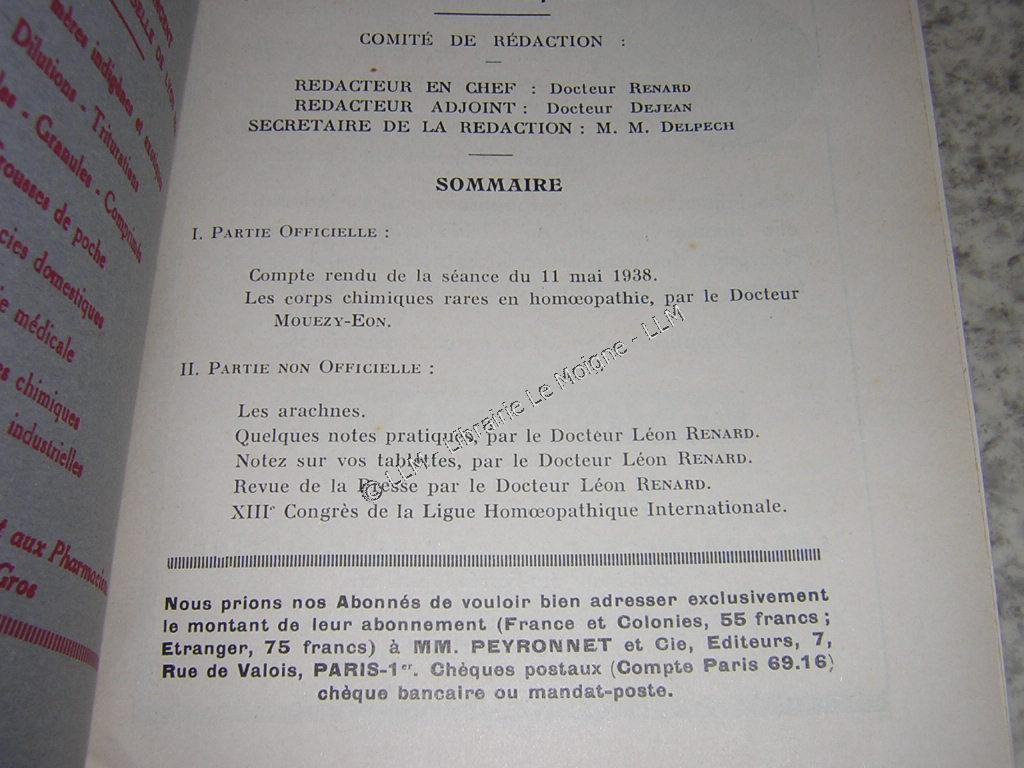 COMITÉ DE RÉDACTION :
REDACTEUR EN CHEF : Docteur RENARD
REDACTEUR ADJOINT : Docteur DEJEAN
SECRETAIRE DE LA REDACTION : M. M. DELPECH
SOMMAIRE
I. PARTIE OFFICIELLE :
Compte rendu de la séance du 11 mai 1938.
Les corps chimiques rares en homœopathie, par le Docteur
MOUEZY-EON.
II. PARTIE NON OFFICIELLE :
Les arachnes.
Quelques notes pratiques, par le Docteur Léon RENARD.
Notez sur vos tablettes, par le Docteur Léon RENARD.
Revue de la Presse par le Docteur Léon RENARD.
XIIIe Congrès de la Ligue Homœopathique Internationale.
Nous prions nos Abonnés de vouloir bien adresser exclusivement
le montant de leur abonnement (France et Colonies, 55 francs ;
Etranger, 75 francs) à MM. PEYRONNET et Cie, Editeurs, 7,
Rue de Valois, PARIS-1er. Chèques postaux (Compte Paris 69.16)
chèque bancaire ou mandat-poste.
© LLM - Librairie Le Moigne - LLM
mères indigènes et
Dilutions - Triturations
- Granules - Comprimés
de poche
domestiques
médicale
chimiques
industrielles
aux Pharmacien
Gros